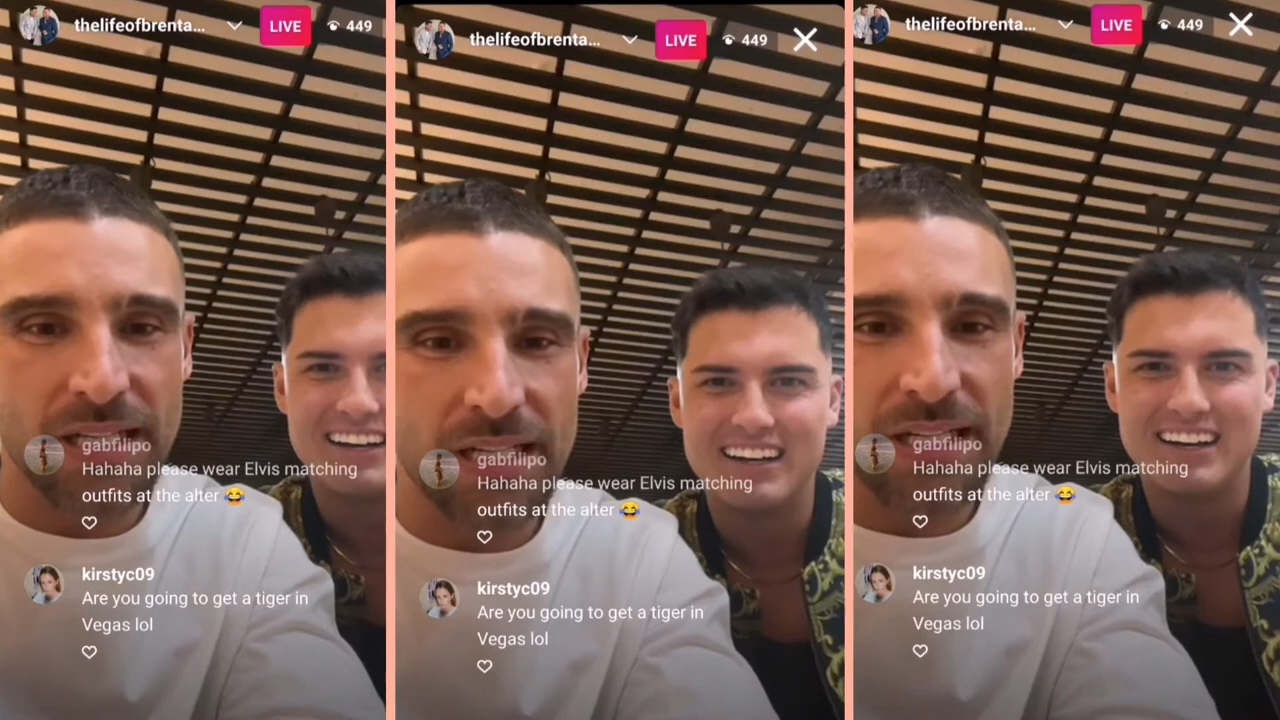 thelifeofbrenta...
LIVE
449
gabfilipo
Hahaha please wear Elvis matching
outfits at the alter 😂
kirstyc09
Are you going to get a tiger in
Vegas lol
thelifeofbrenta...
LIVE
449
gabfilipo
Hahaha please wear Elvis matching
outfits at the alter 😂
kirstyc09
Are you going to get a tiger in
Vegas lol
thelifeofbrenta...
LIVE
449
gabfilipo
Hahaha please wear Elvis matching
outfits at the alter 😂
kirstyc09
Are you going to get a tiger in
Vegas lol